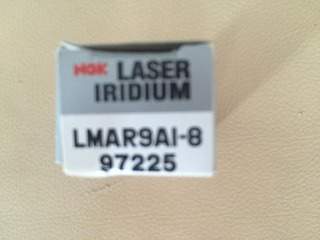 NGK LASER
IRIDIUM
LMAR9AI-8
97225